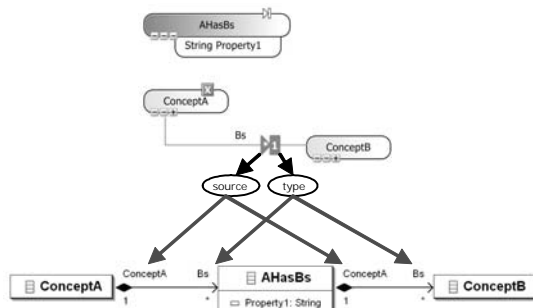 AHasBs
String Property1
ConceptA
Bs
1
ConceptB
source
type
ConceptA
ConceptA
1
Bs
*
AHasBs
Property1: String
ConceptA
1
Bs
*
ConceptB